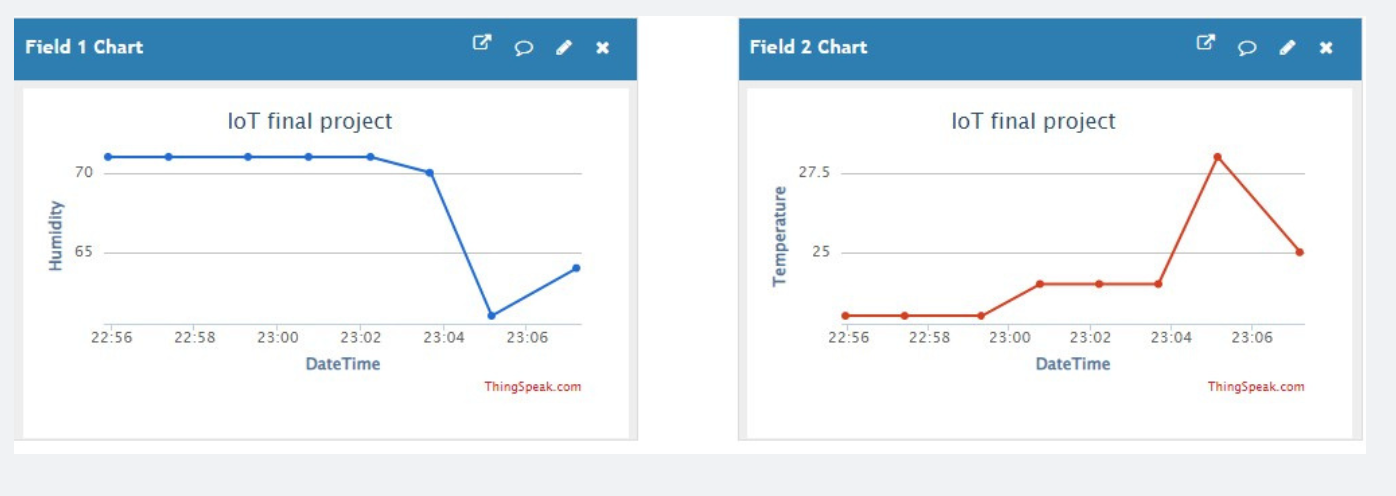 Field 1 Chart
IoT final project
70
65
Humidity
22:56 22:58 23:00 23:02 23:04 23:06
DateTime
ThingSpeak.com
Field 2 Chart
IoT final project
27.5
25
Temperature
22:56 22:58 23:00 23:02 23:04 23:06
DateTime
ThingSpeak.com